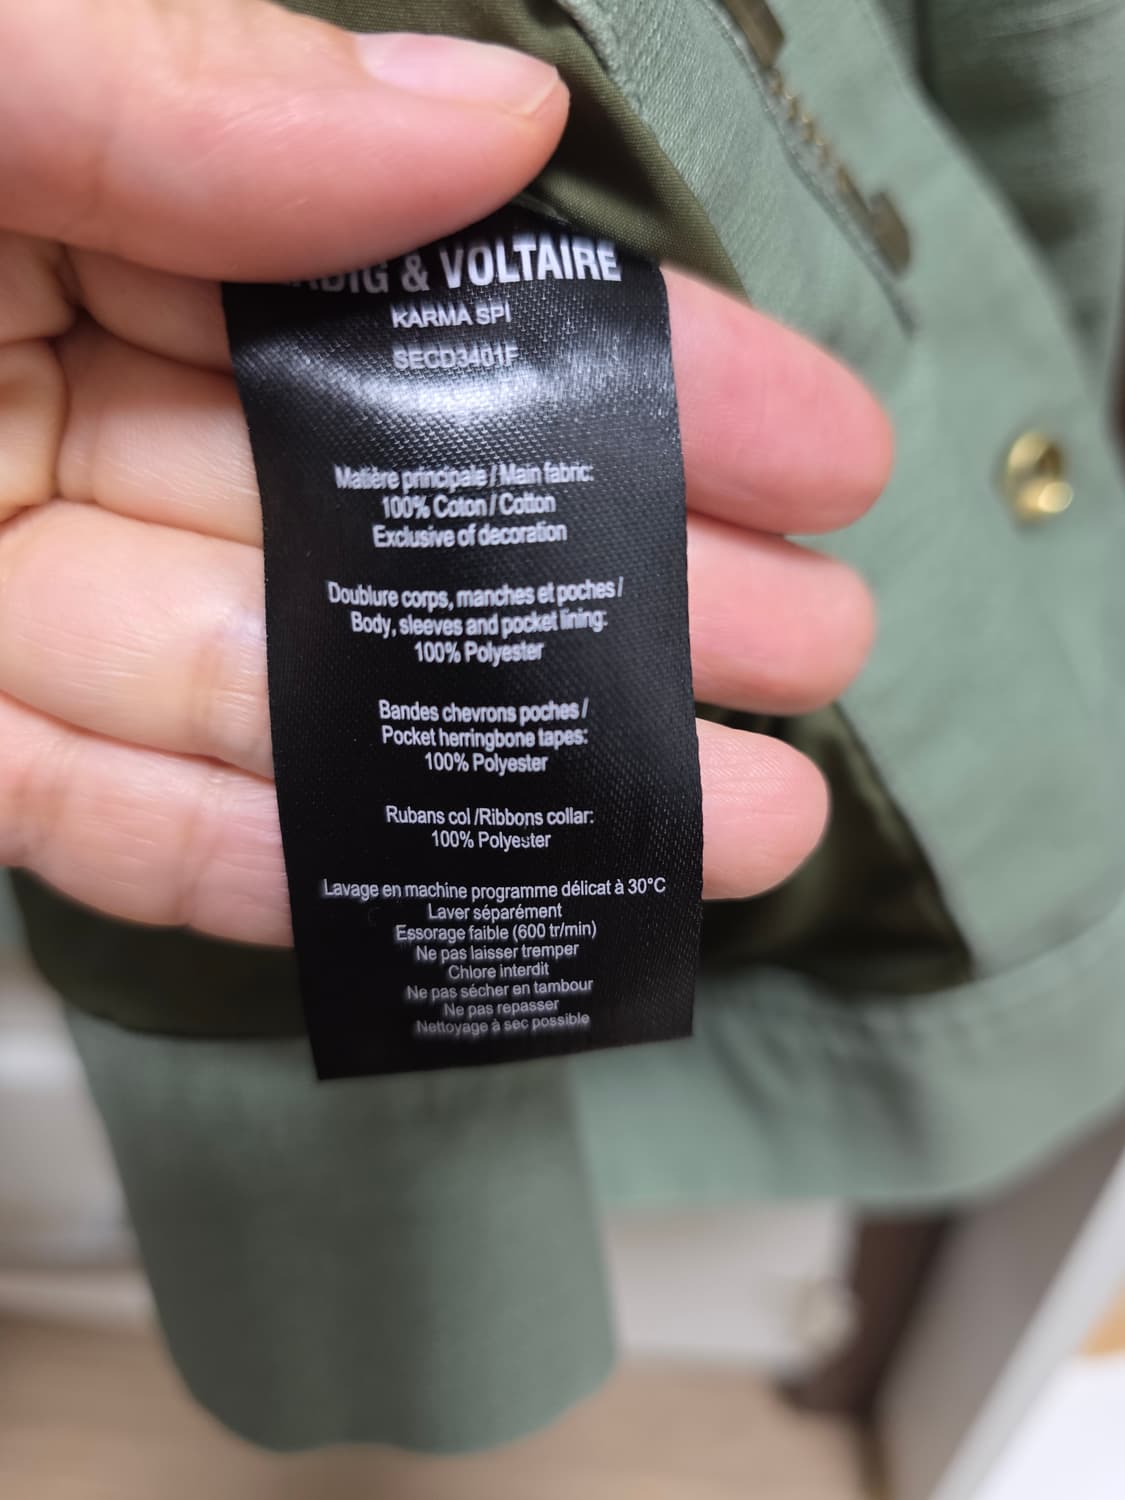 & VOLTAIRE
KARMA SPI
SECD3401F
Matière principale / Main fabric:
100% Coton / Cotton
Exclusive of decoration
Doublure corps, manches et poches /
Body, sleeves and pocket lining:
100% Polyester
Bandes chevrons poches /
Pocket herringbone tapes:
100% Polyester
Rubans col /Ribbons collar:
100% Polyester
Lavage en machine programme délicat à 30°C
Laver séparément
Essorage faible (600 tr/min)
Ne pas laisser tremper
Chlore interdit
Ne pas sécher en tambour
Ne pas repasser
Nettoyage à sec possible